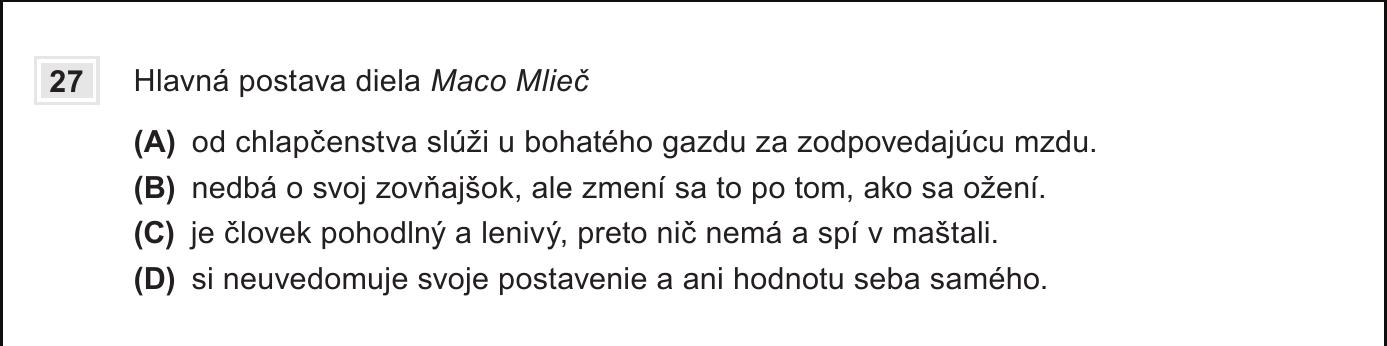 27 Hlavná postava diela Maco Mlieč
(A) od chlapčenstva slúži u bohatého gazdu za zodpovedajúcu mzdu.
(B) nedbá o svoj zovňajšok, ale zmení sa to po tom, ako sa ožení.
(C) je človek pohodlný a lenivý, preto nič nemá a spí v maštali.
(D) si neuvedomuje svoje postavenie a ani hodnotu seba samého.